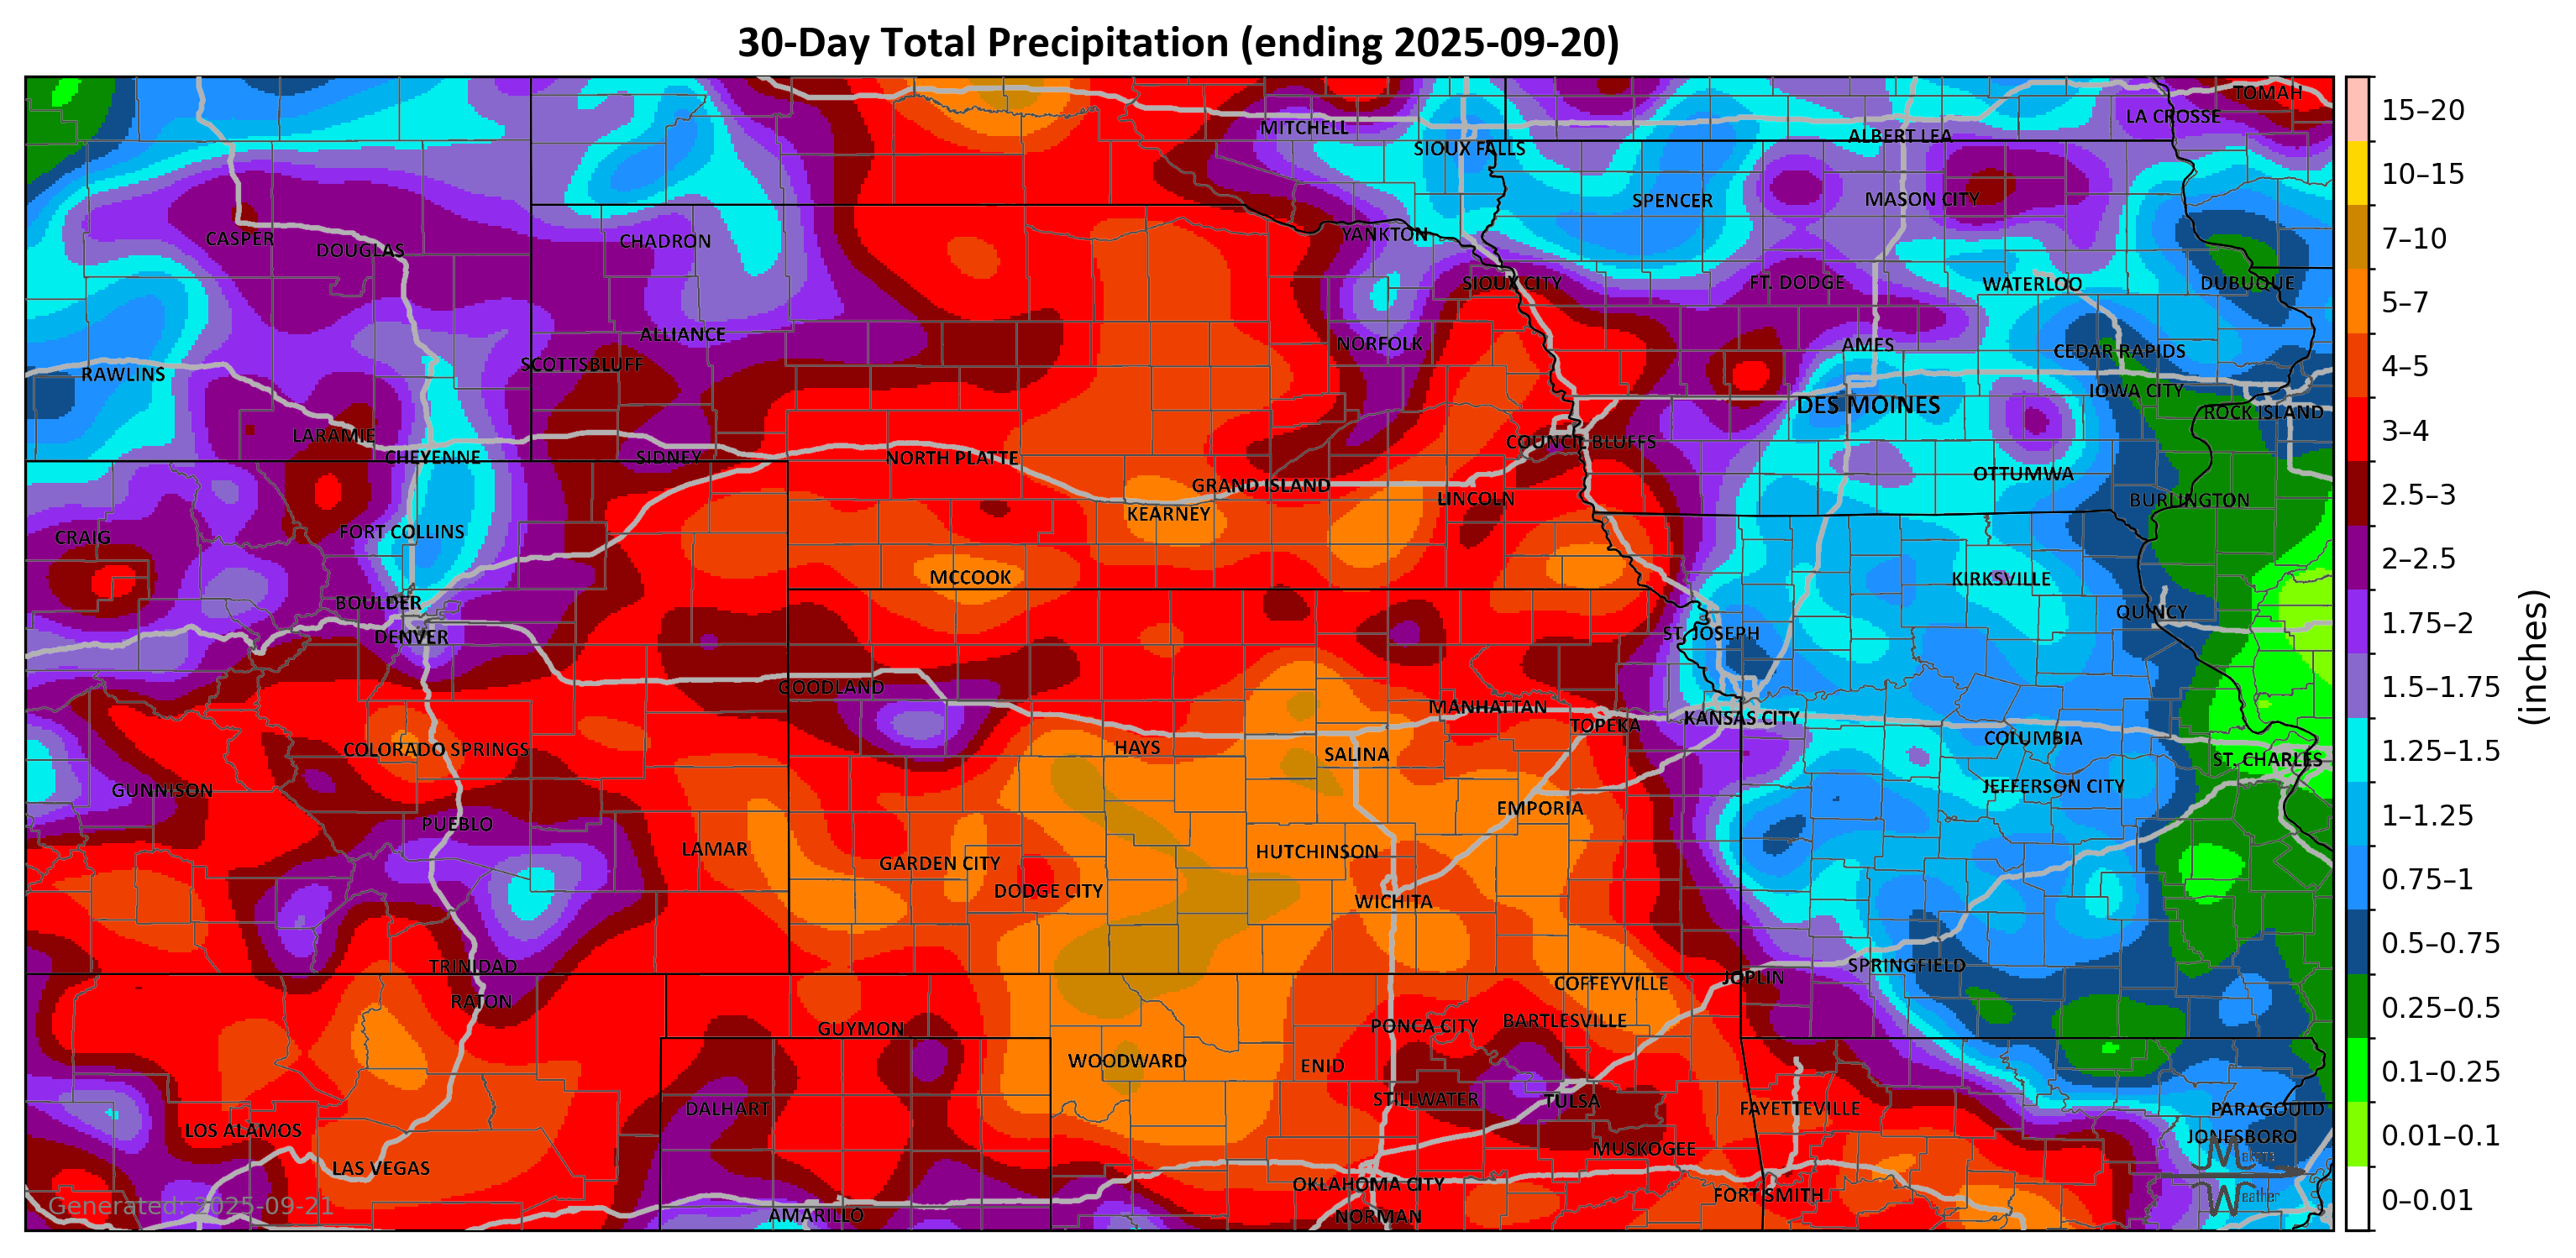 30-Day Total Precipitation (ending 2025-09-20)
TOMAH
LA CROSSE
MITCHELL
ALBERT LEA
SIOUX FALLS
SPENCER
MASON CITY
CASPER
DOUGLAS
CHADRON
YANKTON
SIOUX CITY
FT. DODGE
WATERLOO
DUBUQUE
ALLIANCE
NORFOLK
AMES
CEDAR RAPIDS
SCOTTSBLUFF
RAWLINS
IOWA CITY
DES MOINES
ROCK ISLAND
LARAMIE
COUNCIL BLUFFS
CHEYENNE
SIDNEY
NORTH PLATTE
OTTUMWA
GRAND ISLAND
LINCOLN
BURLINGTON
KEARNEY
FORT COLLINS
CRAIG
MCCOOK
KIRKSVILLE
BOULDER
QUINCY
DENVER
ST. JOSEPH
GOODLAND
MANHATTAN
TOPEKA
KANSAS CITY
COLUMBIA
COLORADO SPRINGS
HAYS
SALINA
ST. CHARLES
GUNNISON
JEFFERSON CITY
EMPORIA
PUEBLO
LAMAR
HUTCHINSON
GARDEN CITY
DODGE CITY
WICHITA
TRINIDAD
SPRINGFIELD
JOPLIN
COFFEYVILLE
RATON
GUYMON
PONCA CITY
BARTLESVILLE
WOODWARD
ENID
DALHART
STILLWATER
TULSA
FAYETTEVILLE
PARAGOULD
LOS ALAMOS
JONESBORO
MUSKOGEE
LAS VEGAS
OKLAHOMA CITY
FORT SMITH
AMARILLO
NORMAN
Generated: 2025-09-21
Weather
15–20
10–15
7–10
5–7
4–5
3–4
2.5–3
2–2.5
1.75–2
1.5–1.75
1.25–1.5
1–1.25
0.75–1
0.5–0.75
0.25–0.5
0.1–0.25
0.01–0.1
0–0.01
(inches)